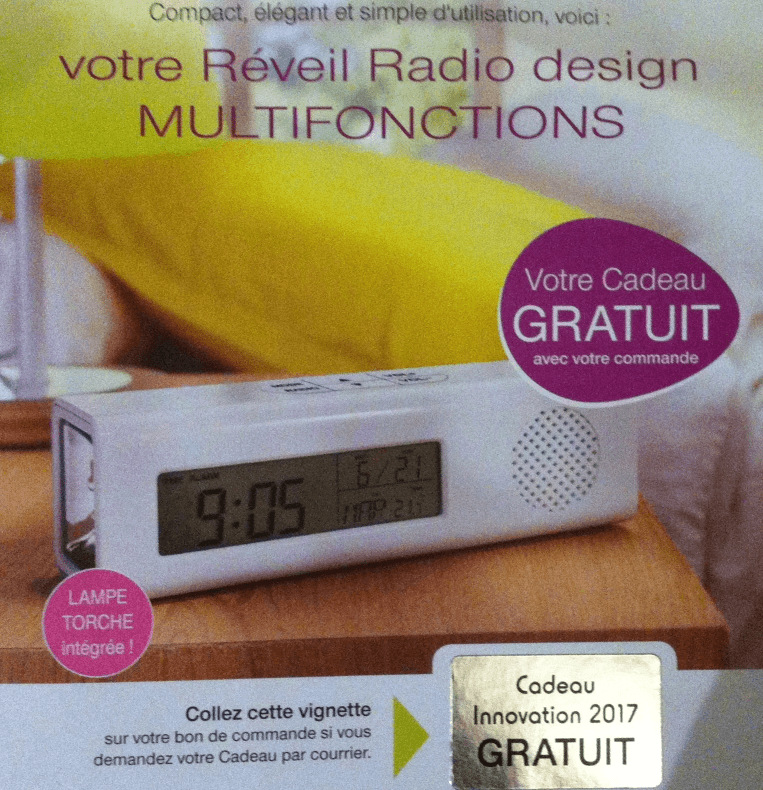 Compact, élégant et simple d'utilisation, voici :
votre Réveil Radio design
MULTIFONCTIONS
Votre Cadeau
GRATUIT
avec votre commande
9:05
6/21
LAMPE
TORCHE
intégrée !
Collez cette vignette
sur votre bon de commande si vous
demandez votre Cadeau par courrier.
Cadeau
Innovation 2017
GRATUIT